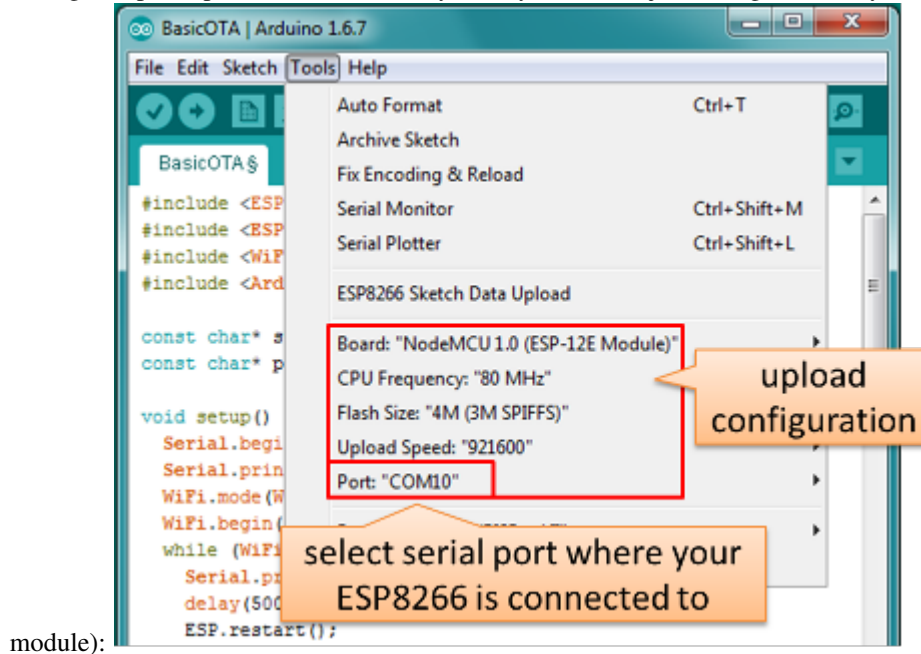 BasicOTA | Arduino 1.6.7
File Edit Sketch Tools Help
Auto Format Ctrl+T
Archive Sketch
Fix Encoding & Reload
Serial Monitor Ctrl+Shift+M
Serial Plotter Ctrl+Shift+L
ESP8266 Sketch Data Upload
Board: "NodeMCU 1.0 (ESP-12E Module)"
CPU Frequency: "80 MHz"
Flash Size: "4M (3M SPIFFS)"
Upload Speed: "921600"
Port: "COM10"
upload
configuration
select serial port where your
ESP8266 is connected to
BasicOTA §
#include <ESP
#include <ESP
#include <WiF
#include <Ard
const char* s
const char* p
void setup()
Serial.begi
Serial.prin
WiFi.mode(W
WiFi.begin(
while (WiFi
Serial.pr
delay(500
ESP.restart();
module):